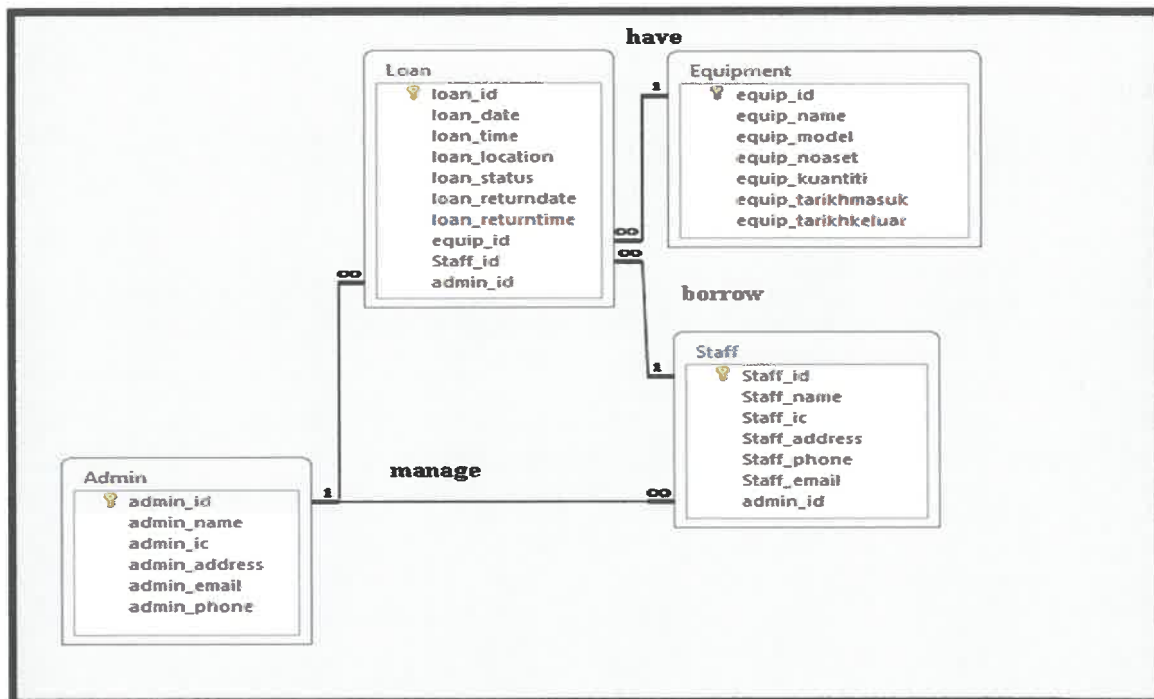 have
Loan
loan_id
loan_date
loan_time
loan_location
loan_status
loan_returndate
loan_returntime
equip_id
Staff_id
admin_id
Equipment
equip_id
equip_name
equip_model
equip_noaset
equip_kuantiti
equip_tarikhmasuk
equip_tarikhkeluar
1
∞
∞
∞
borrow
1
Staff
Staff_id
Staff_name
Staff_ic
Staff_address
Staff_phone
Staff_email
admin_id
manage
1
∞
Admin
admin_id
admin_name
admin_ic
admin_address
admin_email
admin_phone